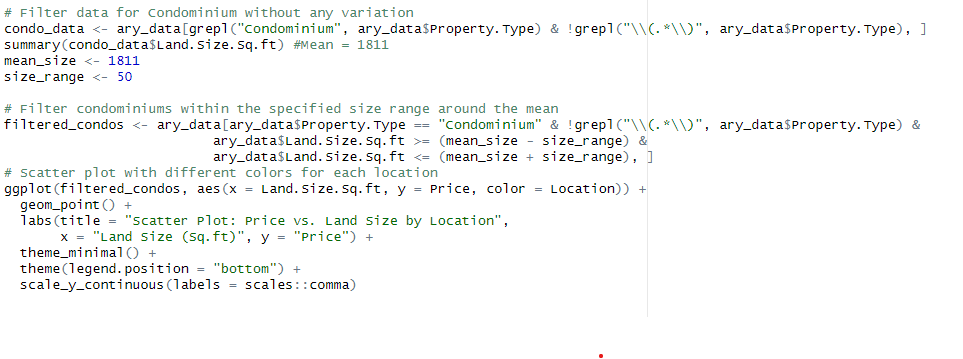 # Filter data for Condominium without any variation
condo_data <- ary_data[grepl("Condominium", ary_data$Property.Type) & !grepl("\\(.*\\)", ary_data$Property.Type), ]
summary(condo_data$Land.Size.Sq.ft) #Mean = 1811
mean_size <- 1811
size_range <- 50

# Filter condominiums within the specified size range around the mean
filtered_condos <- ary_data[ary_data$Property.Type == "Condominium" & !grepl("\\(.*\\)", ary_data$Property.Type) &
                          ary_data$Land.Size.Sq.ft >= (mean_size - size_range) &
                          ary_data$Land.Size.Sq.ft <= (mean_size + size_range), ]
# Scatter plot with different colors for each location
ggplot(filtered_condos, aes(x = Land.Size.Sq.ft, y = Price, color = Location)) +
  geom_point() +
  labs(title = "Scatter Plot: Price vs. Land Size by Location",
       x = "Land Size (Sq.ft)", y = "Price") +
  theme_minimal() +
  theme(legend.position = "bottom") +
  scale_y_continuous(labels = scales::comma)